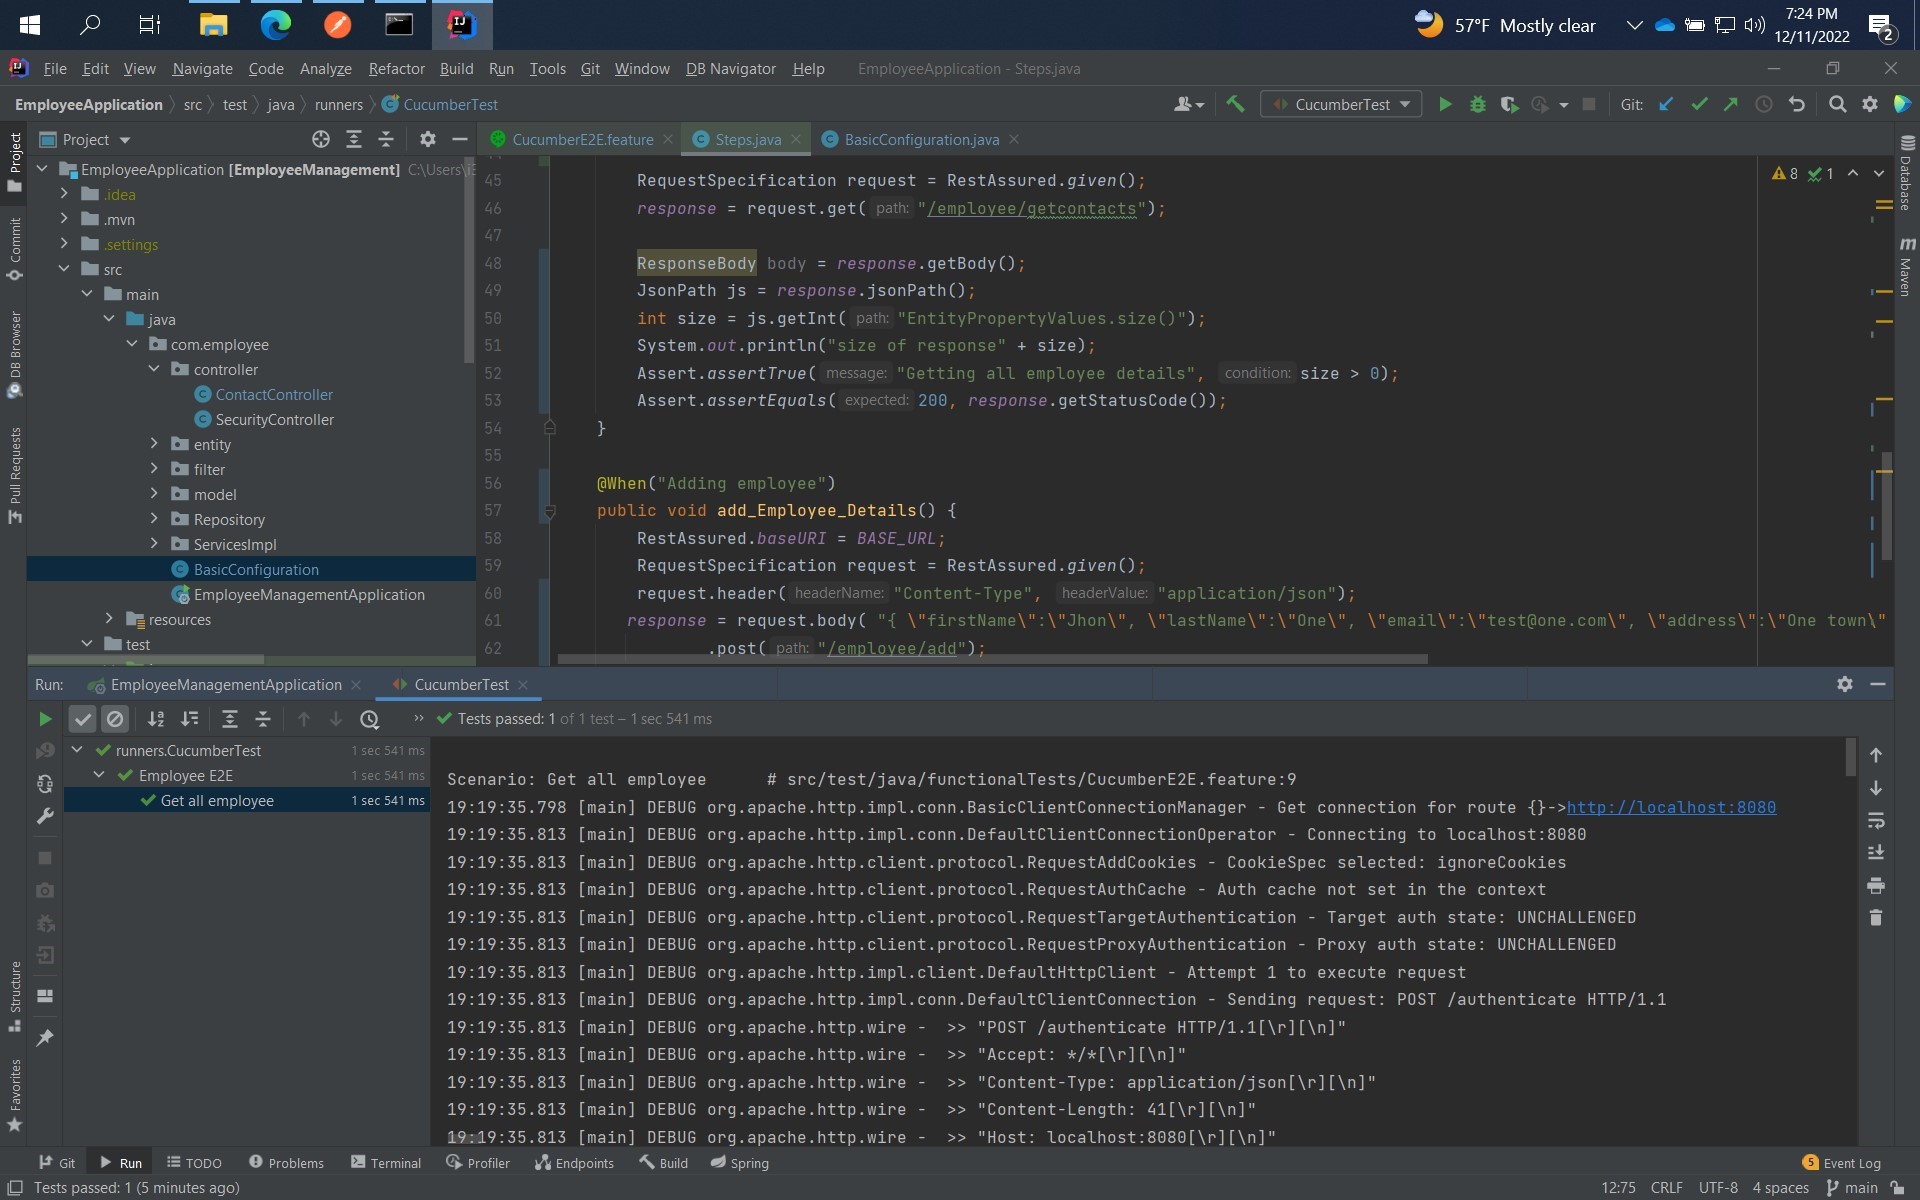 57°F Mostly clear
7:24 PM
12/11/2022
2
File Edit View Navigate Code Analyze Refactor Build Run Tools Git Window DB Navigator Help EmployeeApplication - Steps.java
EmployeeApplication src test java runners CucumberTest
CucumberTest Git:
Project
CucumberE2E.feature Steps.java BasicConfiguration.java
EmployeeApplication [EmployeeManagement] C:\Users\
.idea
.mvn
.settings
src
main
java
com.employee
controller
ContactController
SecurityController
entity
filter
model
Repository
ServicesImpl
BasicConfiguration
EmployeeManagementApplication
resources
test
Project
Commit
DB Browser
Pull Requests
Structure
Favorites
Database
Maven
8 1
45 RequestSpecification request = RestAssured.given();
46 response = request.get( path: "/employee/getcontacts");
47
48 ResponseBody body = response.getBody();
49 JsonPath js = response.jsonPath();
50 int size = js.getInt( path: "EntityPropertyValues.size()");
51 System.out.println("size of response" + size);
52 Assert.assertTrue( message: "Getting all employee details", condition: size > 0);
53 Assert.assertEquals( expected: 200, response.getStatusCode());
54 }
55
56 @When("Adding employee")
57 public void add_Employee_Details() {
58 RestAssured.baseURI = BASE_URL;
59 RequestSpecification request = RestAssured.given();
60 request.header( headerName: "Content-Type", headerValue: "application/json");
61 response = request.body( "{ \"firstName\":\"Jhon\", \"lastName\":\"One\", \"email\":\"test@one.com\", \"address\":\"One town\"
62 .post( path: "/employee/add");
Run: EmployeeManagementApplication CucumberTest
Tests passed: 1 of 1 test – 1 sec 541 ms
runners.CucumberTest 1 sec 541 ms
Employee E2E 1 sec 541 ms
Get all employee 1 sec 541 ms
Scenario: Get all employee # src/test/java/functionalTests/CucumberE2E.feature:9
19:19:35.798 [main] DEBUG org.apache.http.impl.conn.BasicClientConnectionManager - Get connection for route {}->http://localhost:8080
19:19:35.813 [main] DEBUG org.apache.http.impl.conn.DefaultClientConnectionOperator - Connecting to localhost:8080
19:19:35.813 [main] DEBUG org.apache.http.client.protocol.RequestAddCookies - CookieSpec selected: ignoreCookies
19:19:35.813 [main] DEBUG org.apache.http.client.protocol.RequestAuthCache - Auth cache not set in the context
19:19:35.813 [main] DEBUG org.apache.http.client.protocol.RequestTargetAuthentication - Target auth state: UNCHALLENGED
19:19:35.813 [main] DEBUG org.apache.http.client.protocol.RequestProxyAuthentication - Proxy auth state: UNCHALLENGED
19:19:35.813 [main] DEBUG org.apache.http.impl.client.DefaultHttpClient - Attempt 1 to execute request
19:19:35.813 [main] DEBUG org.apache.http.impl.conn.DefaultClientConnection - Sending request: POST /authenticate HTTP/1.1
19:19:35.813 [main] DEBUG org.apache.http.wire - >> "POST /authenticate HTTP/1.1[\r][\n]"
19:19:35.813 [main] DEBUG org.apache.http.wire - >> "Accept: */*[\r][\n]"
19:19:35.813 [main] DEBUG org.apache.http.wire - >> "Content-Type: application/json[\r][\n]"
19:19:35.813 [main] DEBUG org.apache.http.wire - >> "Content-Length: 41[\r][\n]"
19:19:35.813 [main] DEBUG org.apache.http.wire - >> "Host: localhost:8080[\r][\n]"
Git Run TODO Problems Terminal Profiler Endpoints Build Spring 5 Event Log
Tests passed: 1 (5 minutes ago) 12:75 CRLF UTF-8 4 spaces main